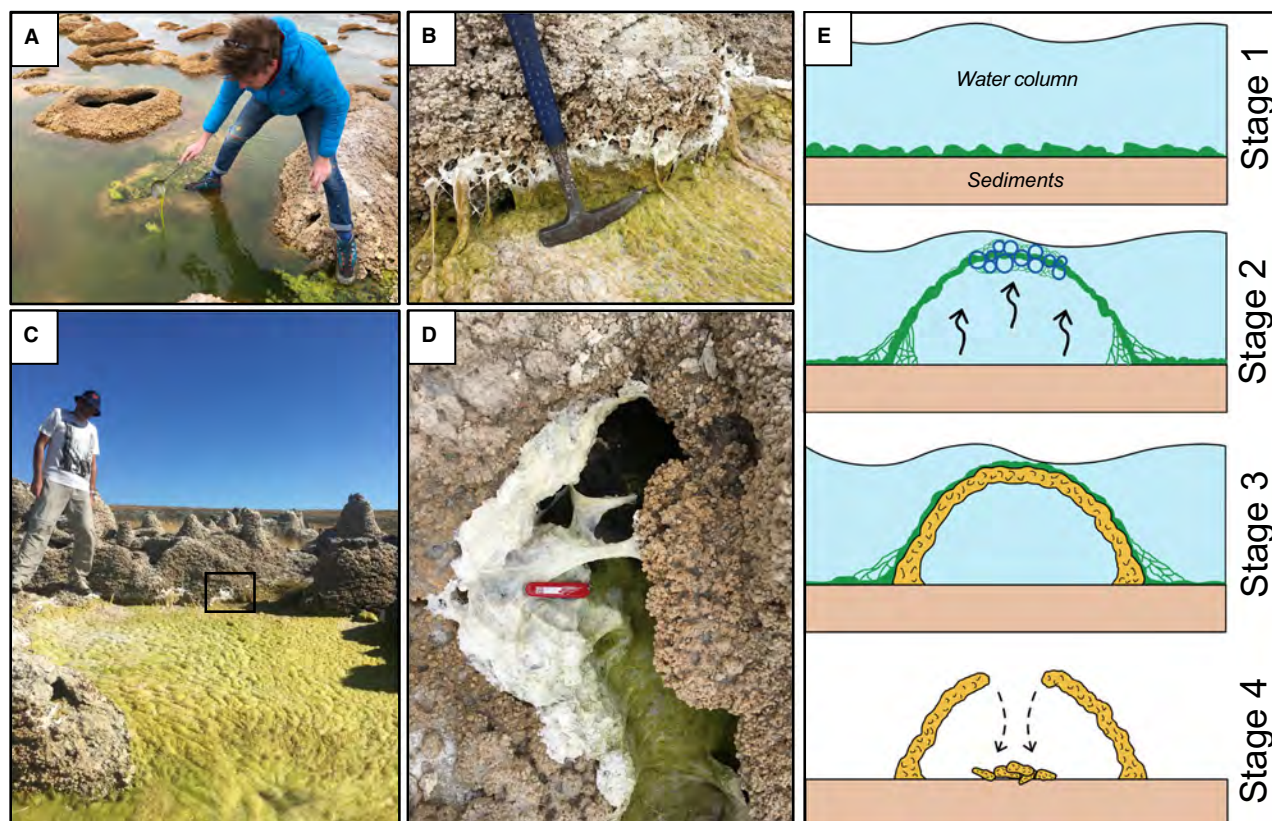 A
B
C
D
E
Water column
Sediments
Stage 1
Stage 2
Stage 3
Stage 4